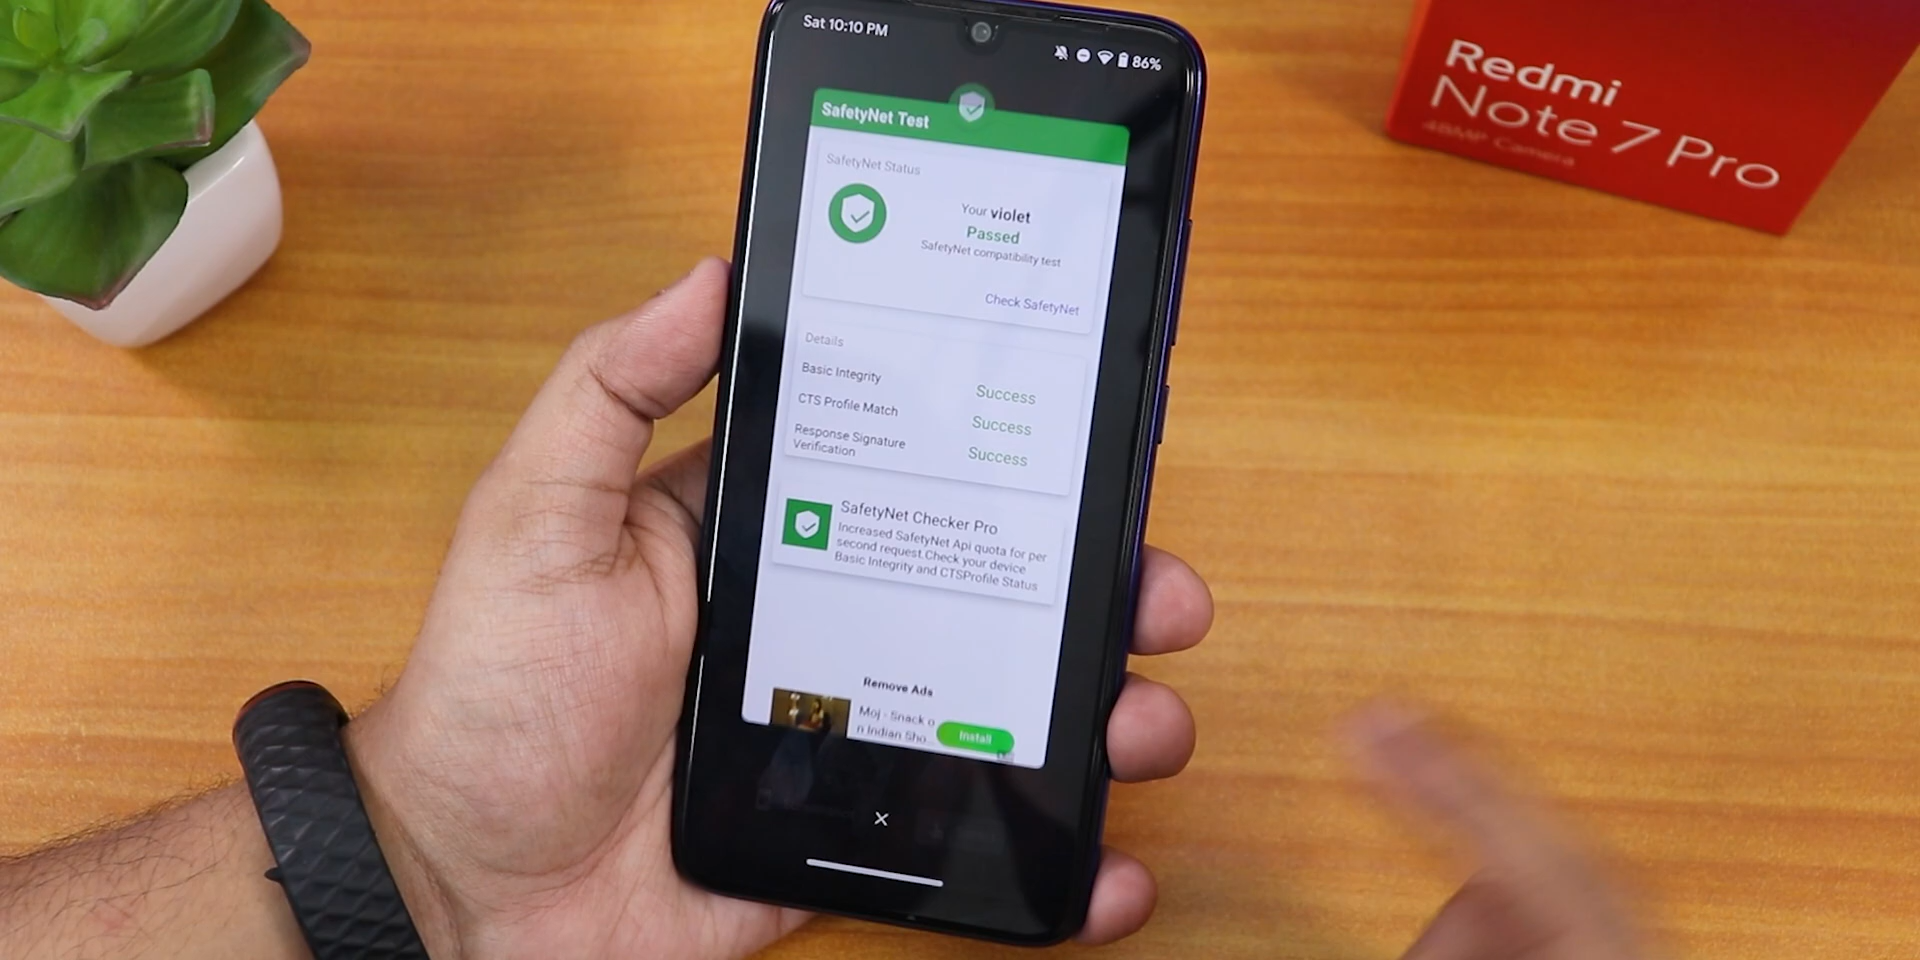 Sat 10:10 PM
86%
SafetyNet Test
SafetyNet Status
Your violet
Passed
SafetyNet compatibility test
Check SafetyNet
Details
Basic Integrity
Success
CTS Profile Match
Success
Response Signature
Verification
Success
SafetyNet Checker Pro
Increased SafetyNet Api quota for per
second request.Check your device
Basic Integrity and CTSProfile Status
Remove Ads
Moj - Snack o
n Indian Sho...
Install
Redmi
Note 7 Pro
48MP Camera